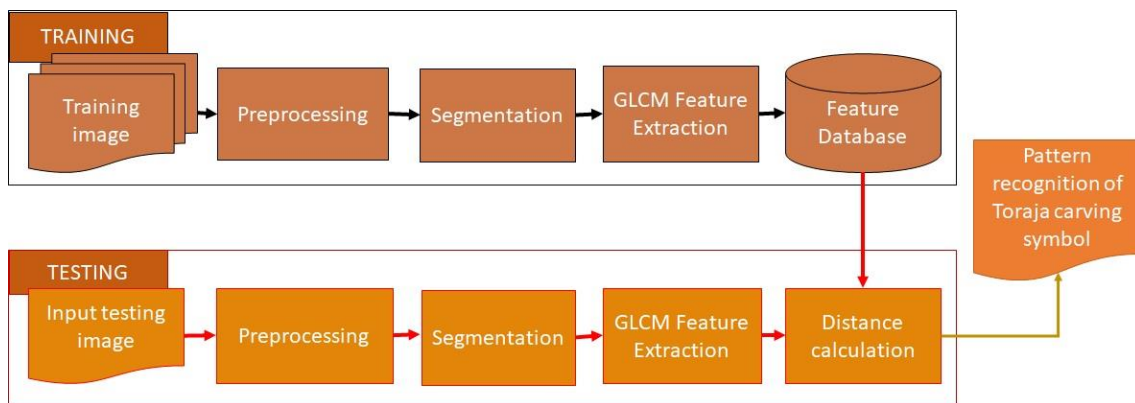 TRAINING
Training
image
Preprocessing
Segmentation
GLCM Feature
Extraction
Feature
Database
Pattern
recognition of
Toraja carving
symbol
TESTING
Input testing
image
Preprocessing
Segmentation
GLCM Feature
Extraction
Distance
calculation